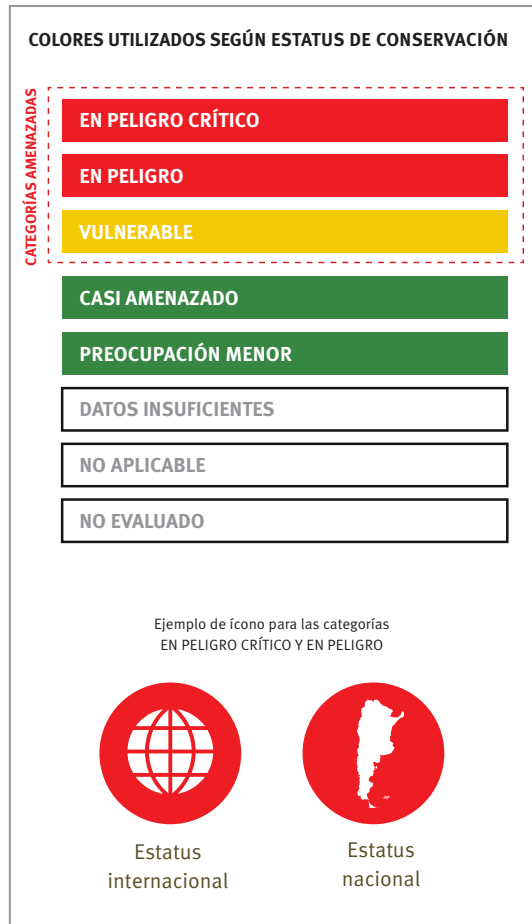 COLORES UTILIZADOS SEGÚN ESTATUS DE CONSERVACIÓN
CATEGORÍAS AMENAZADAS
EN PELIGRO CRÍTICO
EN PELIGRO
VULNERABLE
CASI AMENAZADO
PREOCUPACIÓN MENOR
DATOS INSUFICIENTES
NO APLICABLE
NO EVALUADO
Ejemplo de ícono para las categorías
EN PELIGRO CRÍTICO Y EN PELIGRO
Estatus
internacional
Estatus
nacional